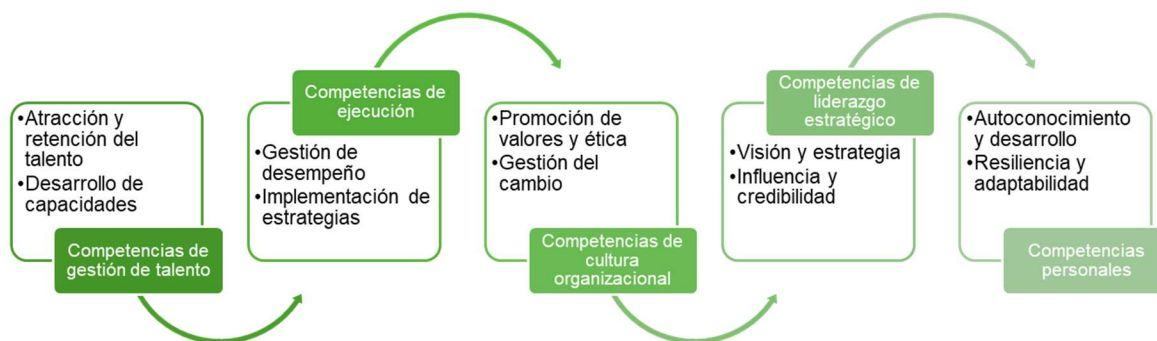 •Atracción y
retención del
talento
•Desarrollo de
capacidades
Competencias de
gestión de talento
Competencias de
ejecución
•Gestión de
desempeño
•Implementación de
estrategias
•Promoción de
valores y ética
•Gestión del
cambio
Competencias de
cultura
organizacional
Competencias de
liderazgo
estratégico
•Visión y estrategia
•Influencia y
credibilidad
•Autoconocimiento
y desarrollo
•Resiliencia y
adaptabilidad
Competencias
personales